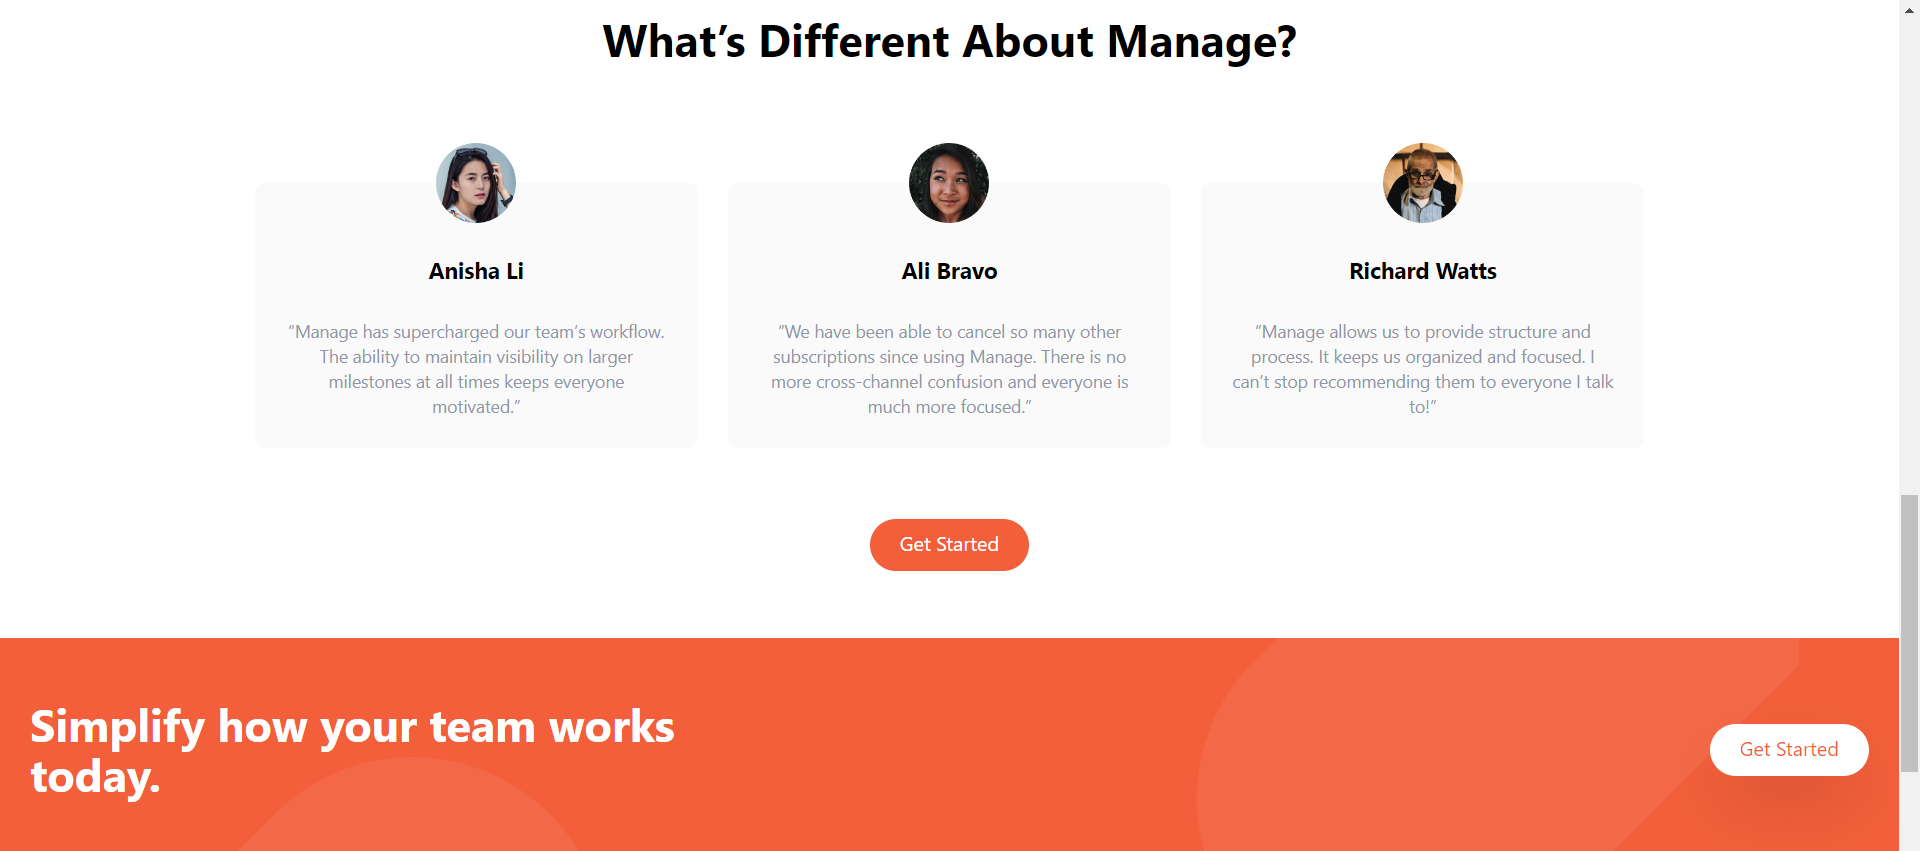 What’s Different About Manage?
Anisha Li
“Manage has supercharged our team’s workflow.
The ability to maintain visibility on larger
milestones at all times keeps everyone
motivated.”
Ali Bravo
“We have been able to cancel so many other
subscriptions since using Manage. There is no
more cross-channel confusion and everyone is
much more focused.”
Richard Watts
“Manage allows us to provide structure and
process. It keeps us organized and focused. I
can’t stop recommending them to everyone I talk
to!”
Get Started
Simplify how your team works
today.
Get Started